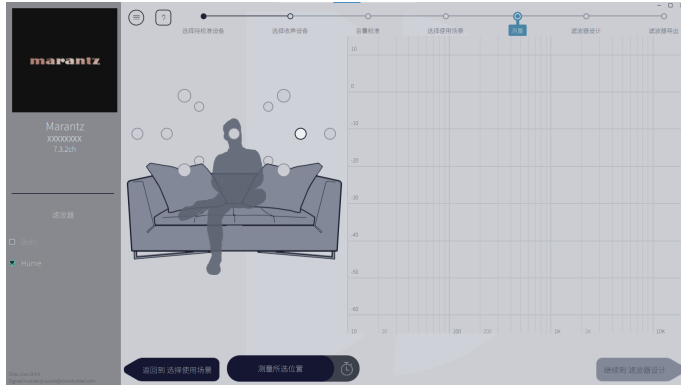 marantz
Marantz
XXXXXXXX
7.3.2ch
滤波器
Home
?
选择待校准设备
选择收声设备
音量校准
选择使用场景
测量
滤波器设计
滤波器导出
10
0
-10
-20
-30
-40
-50
-60
10
20
100
200
1K
2K
10K
返回到 选择使用场景
测量所选位置
继续到 滤波器设计